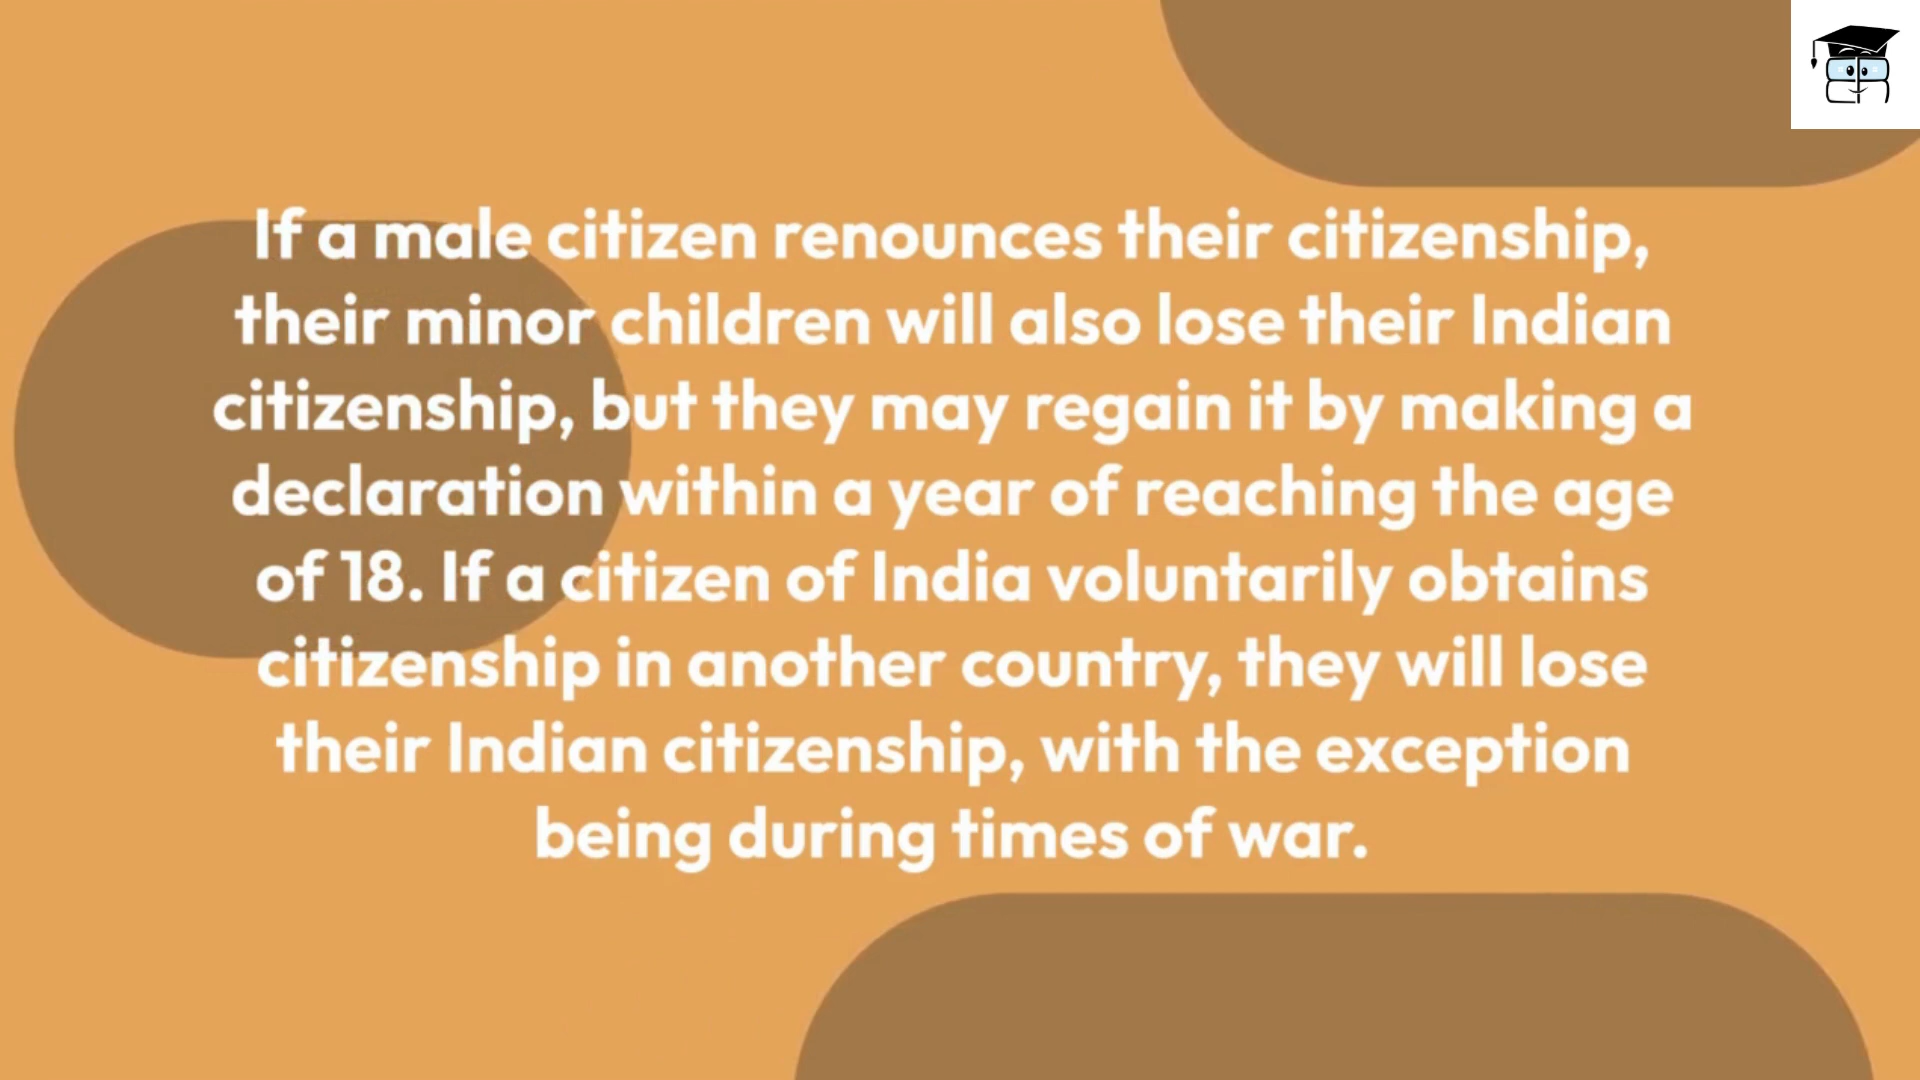 If a male citizen renounces their citizenship,
their minor children will also lose their Indian
citizenship, but they may regain it by making a
declaration within a year of reaching the age
of 18. If a citizen of India voluntarily obtains
citizenship in another country, they will lose
their Indian citizenship, with the exception
being during times of war.